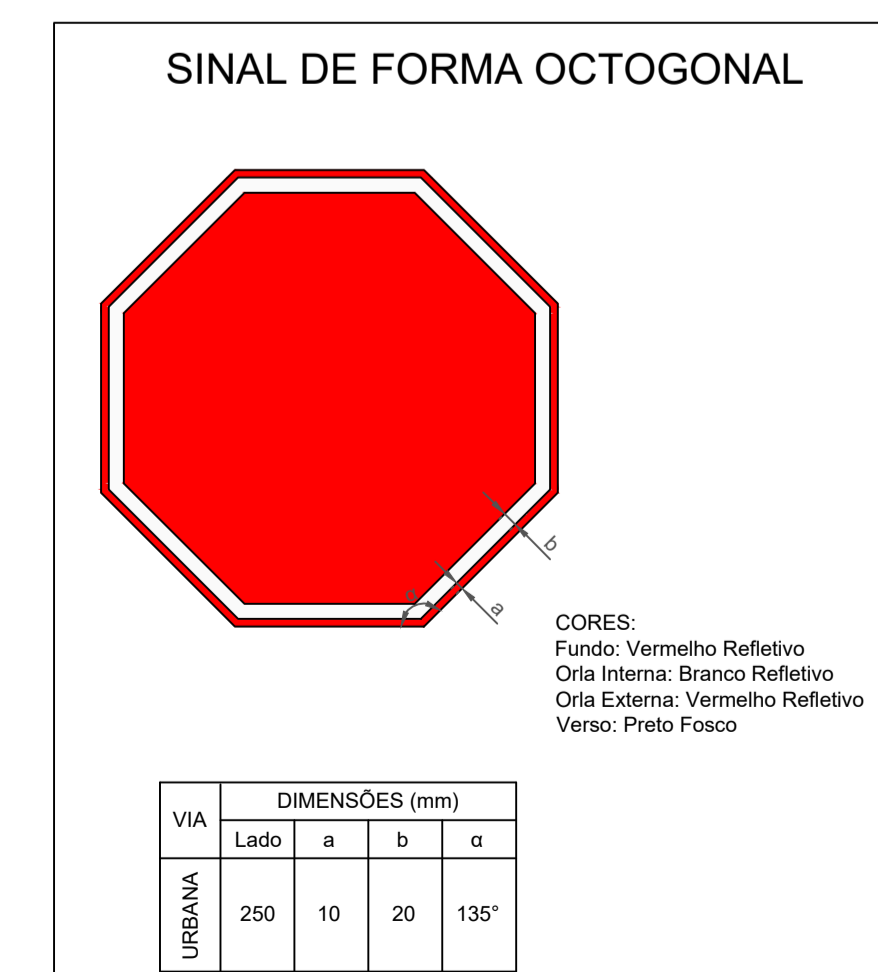 SINAL DE FORMA OCTOGONAL
b
α
a
CORES:
Fundo: Vermelho Refletivo
Orla Interna: Branco Refletivo
Orla Externa: Vermelho Refletivo
Verso: Preto Fosco
VIA DIMENSÕES (mm)
Lado a b α
URBANA 250 10 20 135°